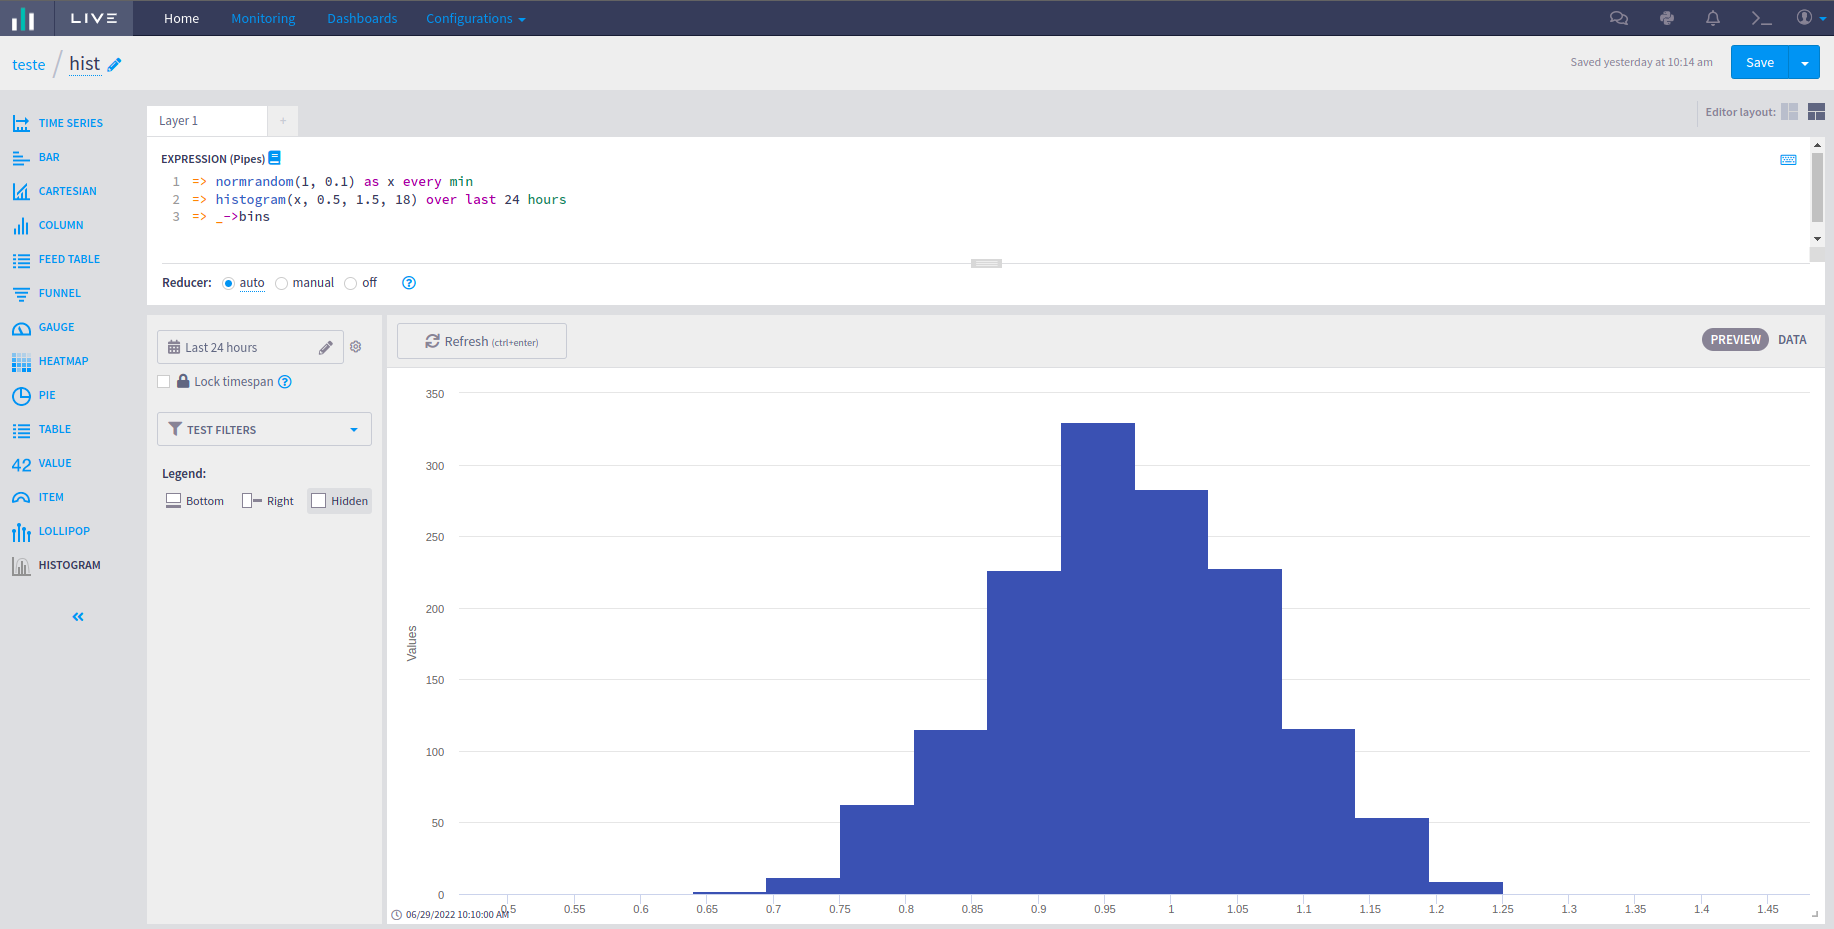 LIVE Home Monitoring Dashboards Configurations
teste / hist Saved yesterday at 10:14 am Save
Layer 1 + Editor layout:
TIME SERIES
BAR
CARTESIAN
COLUMN
FEED TABLE
FUNNEL
GAUGE
HEATMAP
PIE
TABLE
42 VALUE
ITEM
LOLLIPOP
HISTOGRAM
«
EXPRESSION (Pipes)
1 => normrandom(1, 0.1) as x every min
2 => histogram(x, 0.5, 1.5, 18) over last 24 hours
3 => _->bins
Reducer: auto manual off ?
Last 24 hours
Lock timespan ?
TEST FILTERS
Legend:
Bottom Right Hidden
Refresh (ctrl+enter) PREVIEW DATA
350
300
250
200
150
100
50
0
Values
0.5 0.55 0.6 0.65 0.7 0.75 0.8 0.85 0.9 0.95 1 1.05 1.1 1.15 1.2 1.25 1.3 1.35 1.4 1.45
06/29/2022 10:10:00 AM